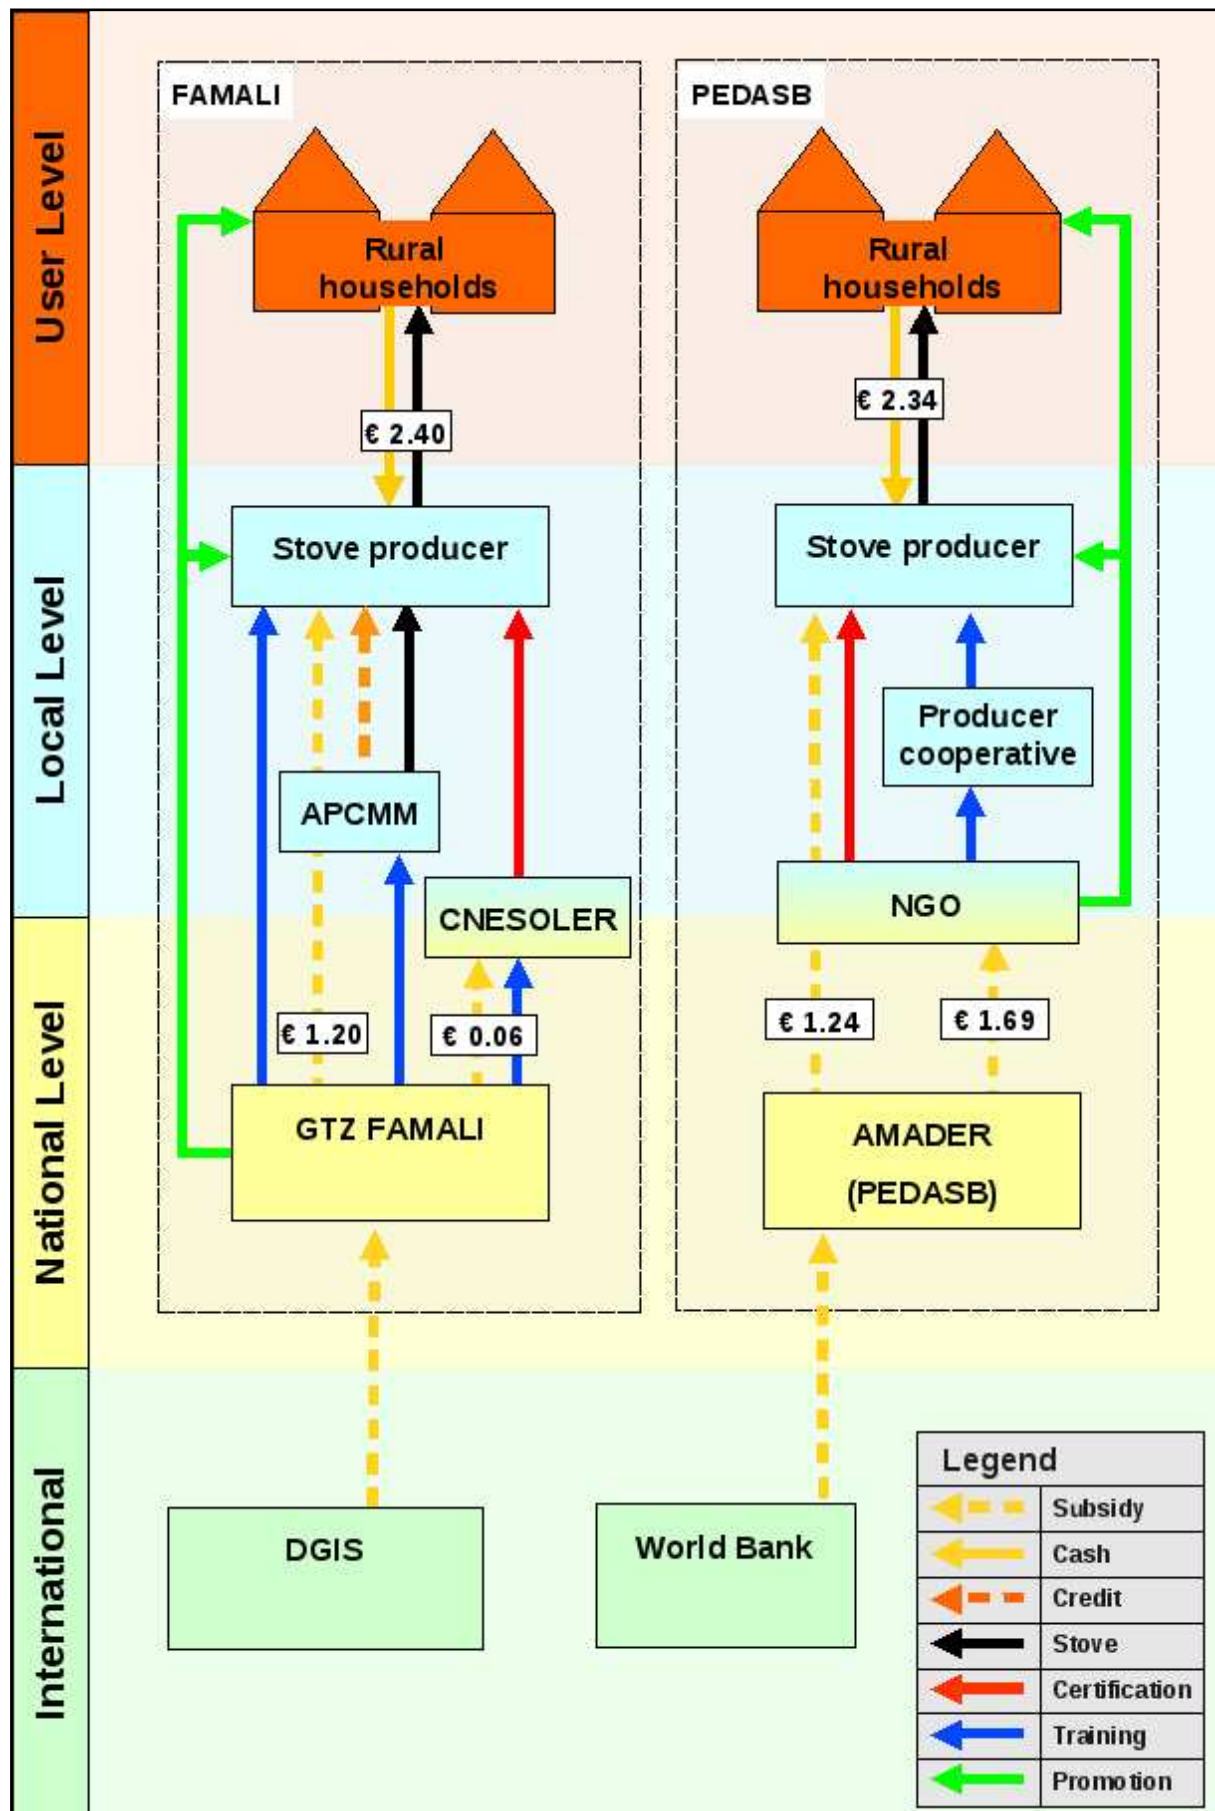 User Level
FAMALI
PEDASB
Rural
households
Rural
households
€ 2.40
€ 2.34
Local Level
Stove producer
Stove producer
Producer
cooperative
APCMM
CNESOLER
NGO
National Level
€ 1.20
€ 0.06
€ 1.24
€ 1.69
GTZ FAMALI
AMADER
(PEDASB)
International
DGIS
World Bank
Legend
Subsidy
Cash
Credit
Stove
Certification
Training
Promotion